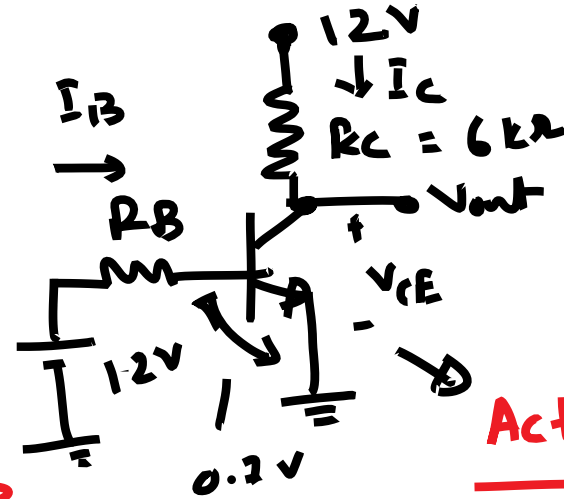 12V
↓ Ic
IB
RC = 6kΩ
RB
Vout
+
VCE
-
1.2V
0.7V
Act